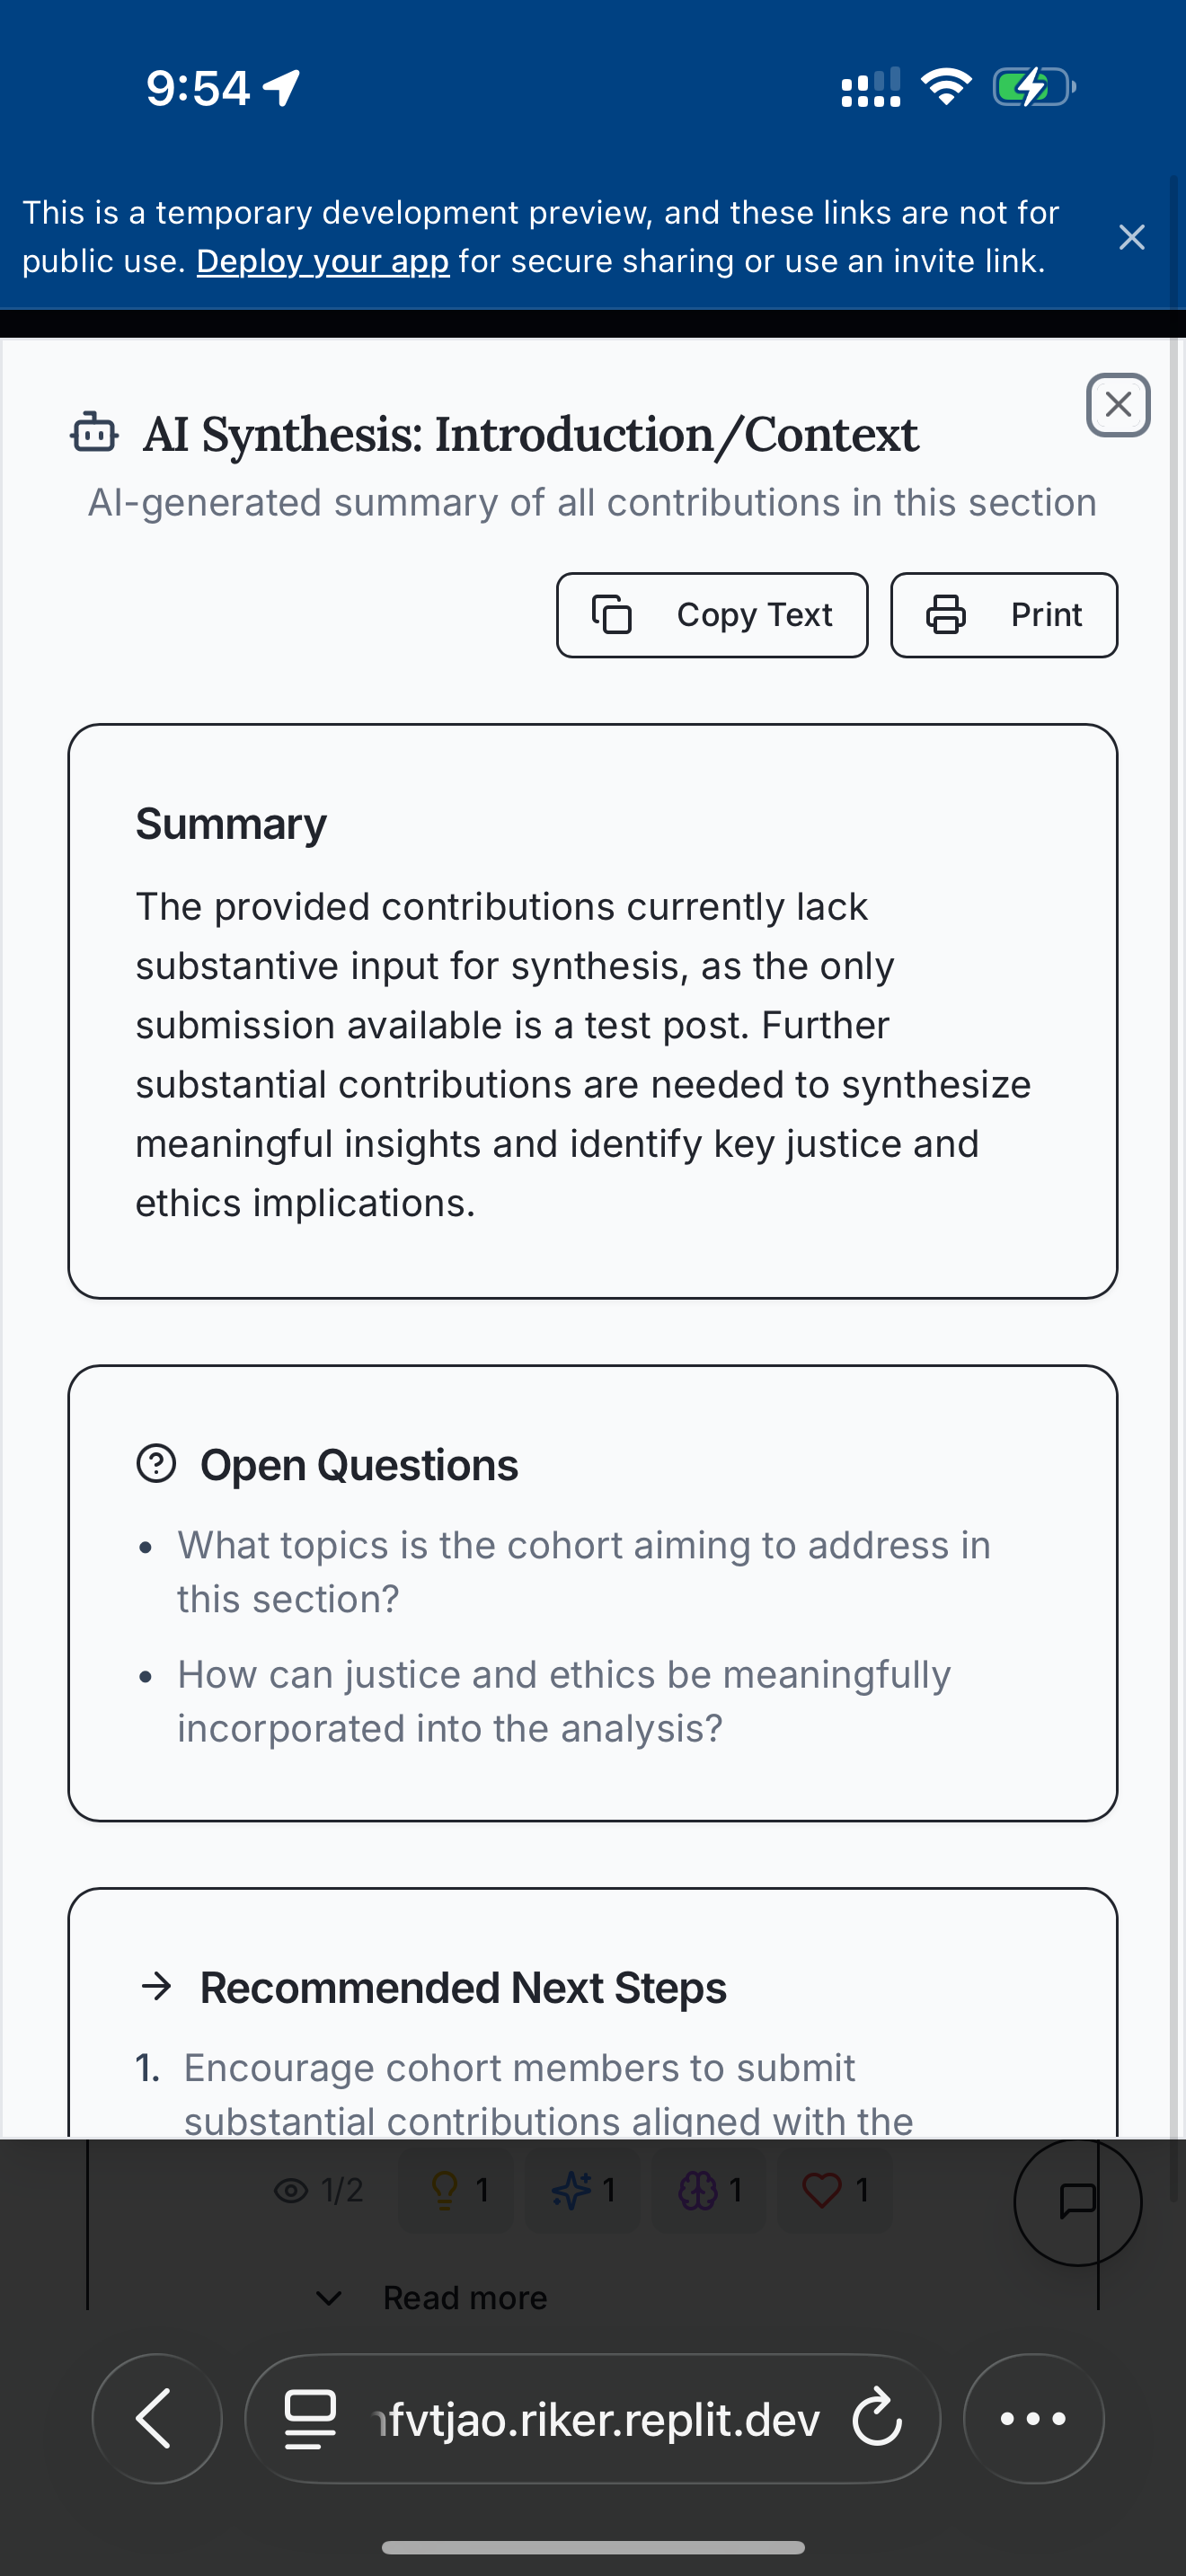 9:54
This is a temporary development preview, and these links are not for
public use. Deploy your app for secure sharing or use an invite link.
AI Synthesis: Introduction/Context
AI-generated summary of all contributions in this section
Copy Text
Print
Summary
The provided contributions currently lack
substantive input for synthesis, as the only
submission available is a test post. Further
substantial contributions are needed to synthesize
meaningful insights and identify key justice and
ethics implications.
Open Questions
• What topics is the cohort aiming to address in
this section?
• How can justice and ethics be meaningfully
incorporated into the analysis?
Recommended Next Steps
1. Encourage cohort members to submit
substantial contributions aligned with the
1/2 1 1 1 1
Read more
nfvtjao.riker.replit.dev